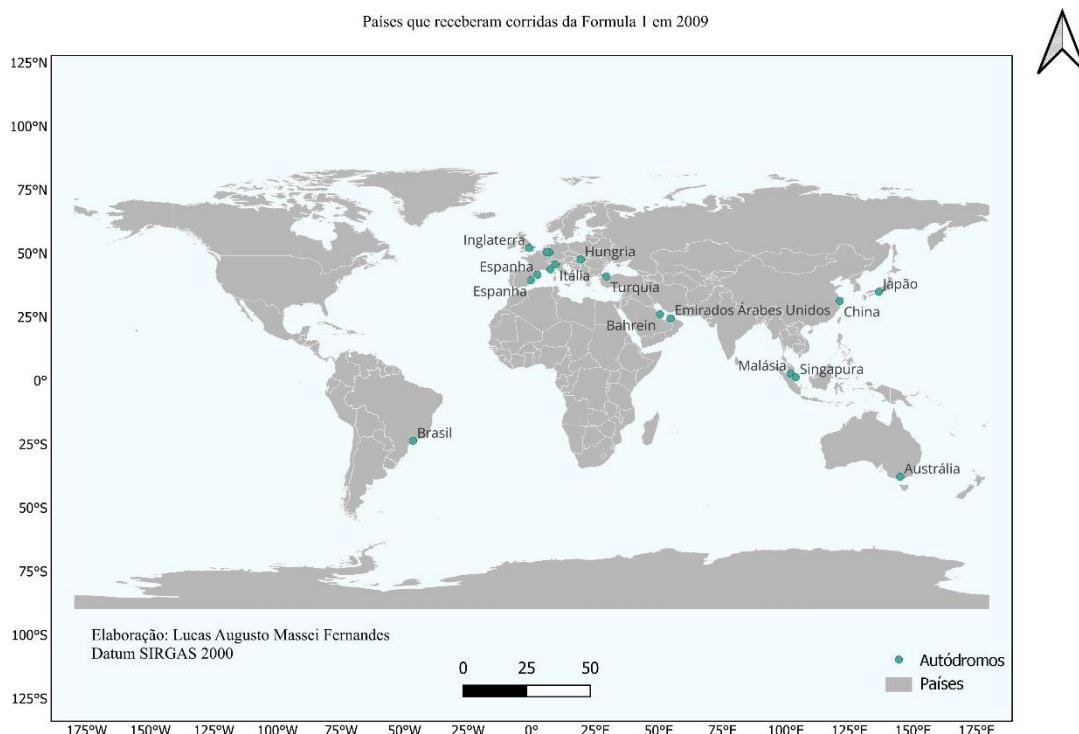 Países que receberam corridas da Formula 1 em 2009
125°N
100°N
75°N
50°N
25°N
0°
25°S
50°S
75°S
100°S
125°S
Inglaterra
Hungria
Espanha
Itália
Espanha
Turquia
Japão
Emirados Árabes Unidos
China
Bahrein
Malásia
Singapura
Brasil
Austrália
Elaboração: Lucas Augusto Massei Fernandes
Datum SIRGAS 2000
0 25 50
Autódromos
Países
175°W 150°W 125°W 100°W 75°W 50°W 25°W 0° 25°E 50°E 75°E 100°E 125°E 150°E 175°E